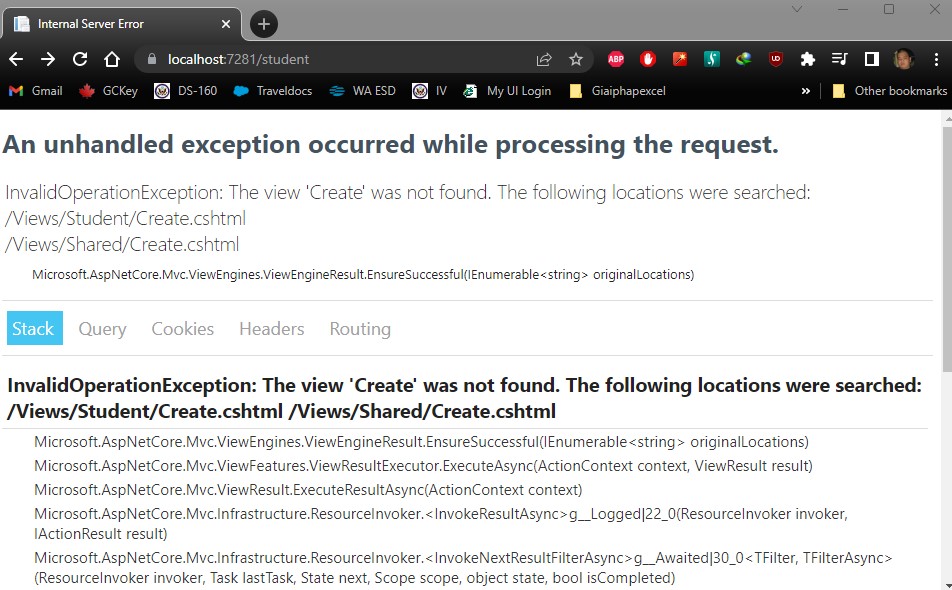 Internal Server Error
localhost:7281/student
ABP
UD
Gmail
GCKey
DS-160
Traveldocs
WA ESD
IV
My UI Login
Giaiphapexcel
»
Other bookmarks
An unhandled exception occurred while processing the request.
InvalidOperationException: The view 'Create' was not found. The following locations were searched:
/Views/Student/Create.cshtml
/Views/Shared/Create.cshtml
Microsoft.AspNetCore.Mvc.ViewEngines.ViewEngineResult.EnsureSuccessful(IEnumerable<string> originalLocations)
Stack Query Cookies Headers Routing
InvalidOperationException: The view 'Create' was not found. The following locations were searched:
/Views/Student/Create.cshtml /Views/Shared/Create.cshtml
Microsoft.AspNetCore.Mvc.ViewEngines.ViewEngineResult.EnsureSuccessful(IEnumerable<string> originalLocations)
Microsoft.AspNetCore.Mvc.ViewFeatures.ViewResultExecutor.ExecuteAsync(ActionContext context, ViewResult result)
Microsoft.AspNetCore.Mvc.ViewResult.ExecuteResultAsync(ActionContext context)
Microsoft.AspNetCore.Mvc.Infrastructure.ResourceInvoker.<InvokeResultAsync>g__Logged|22_0(ResourceInvoker invoker,
IActionResult result)
Microsoft.AspNetCore.Mvc.Infrastructure.ResourceInvoker.<InvokeNextResultFilterAsync>g__Awaited|30_0<TFilter, TFilterAsync>
(ResourceInvoker invoker, Task lastTask, State next, Scope scope, object state, bool isCompleted)